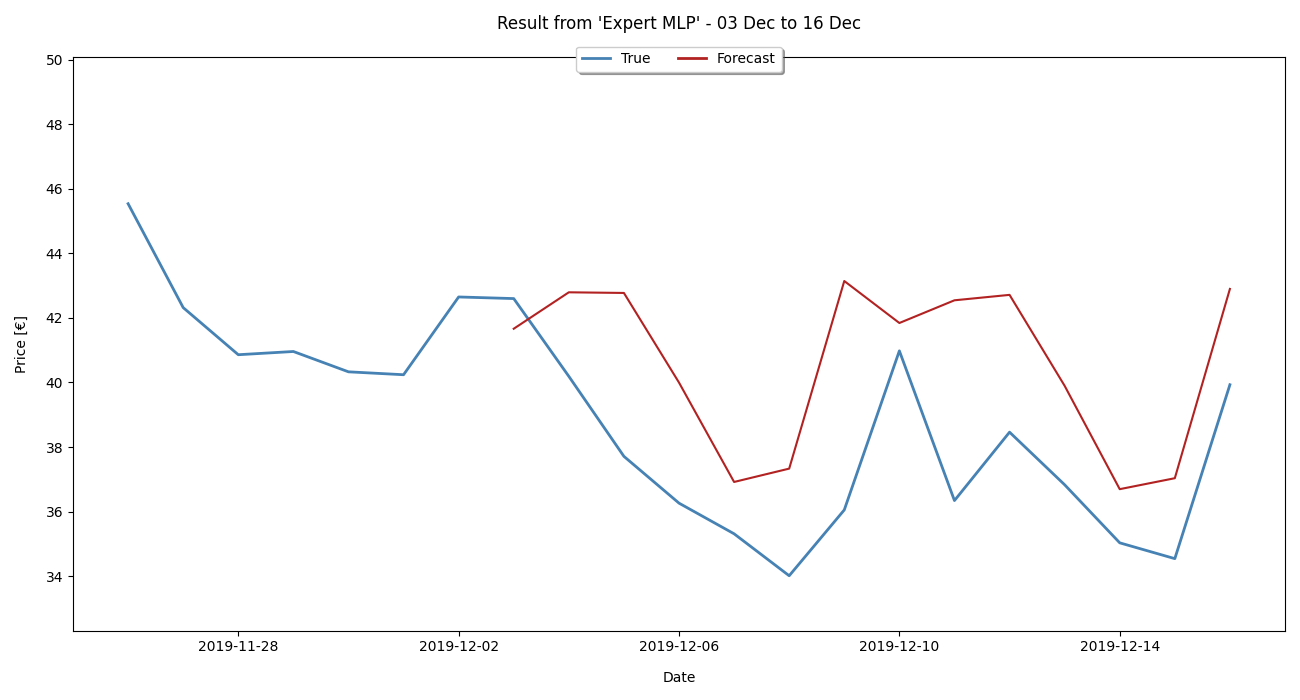 Result from 'Expert MLP' - 03 Dec to 16 Dec
True Forecast
Price [€]
50
48
46
44
42
40
38
36
34
2019-11-28 2019-12-02 2019-12-06 2019-12-10 2019-12-14
Date